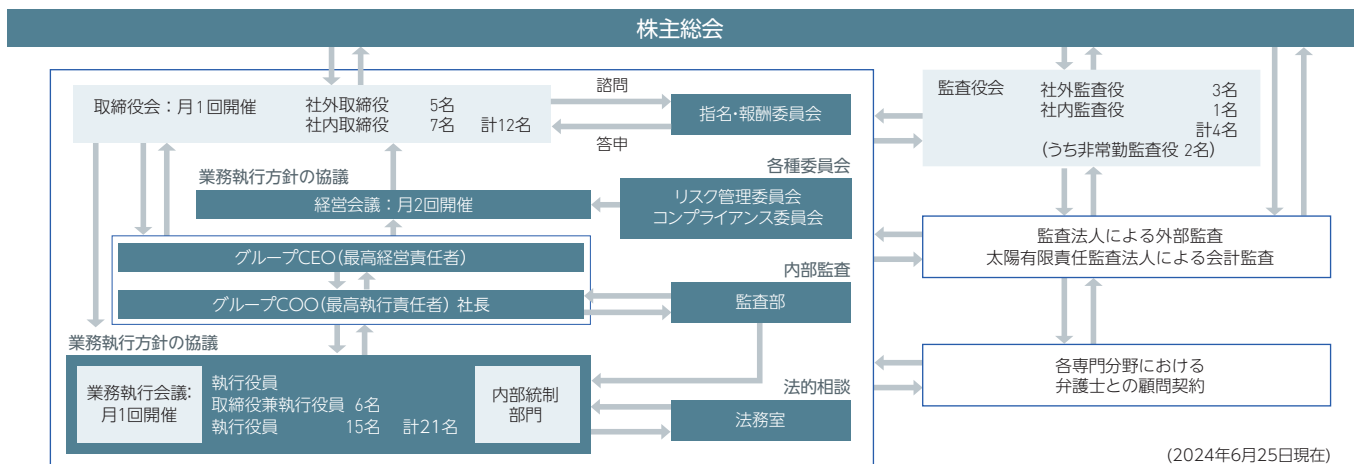 株主総会
取締役会：月1回開催
社外取締役 5名
社内取締役 7名 計12名
諮問
指名・報酬委員会
答申
監査役会
社外監査役 3名
社内監査役 1名
計4名
(うち非常勤監査役 2名)
業務執行方針の協議
経営会議：月2回開催
各種委員会
リスク管理委員会
コンプライアンス委員会
グループCEO(最高経営責任者)
グループCOO(最高執行責任者) 社長
内部監査
監査部
監査法人による外部監査
太陽有限責任監査法人による会計監査
業務執行方針の協議
業務執行会議:
月1回開催
執行役員
取締役兼執行役員 6名
執行役員 15名 計21名
内部統制
部門
法的相談
法務室
各専門分野における
弁護士との顧問契約
(2024年6月25日現在)